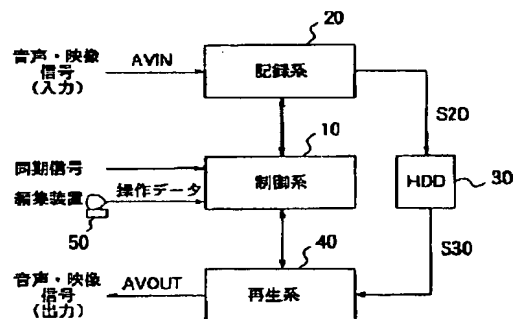 20
音声・映像
信号
(入力)
AVIN
記録系
S20
10
同期信号
編集装置
操作データ
50
制御系
HDD
30
40
S30
音声・映像
信号
(出力)
AVOUT
再生系